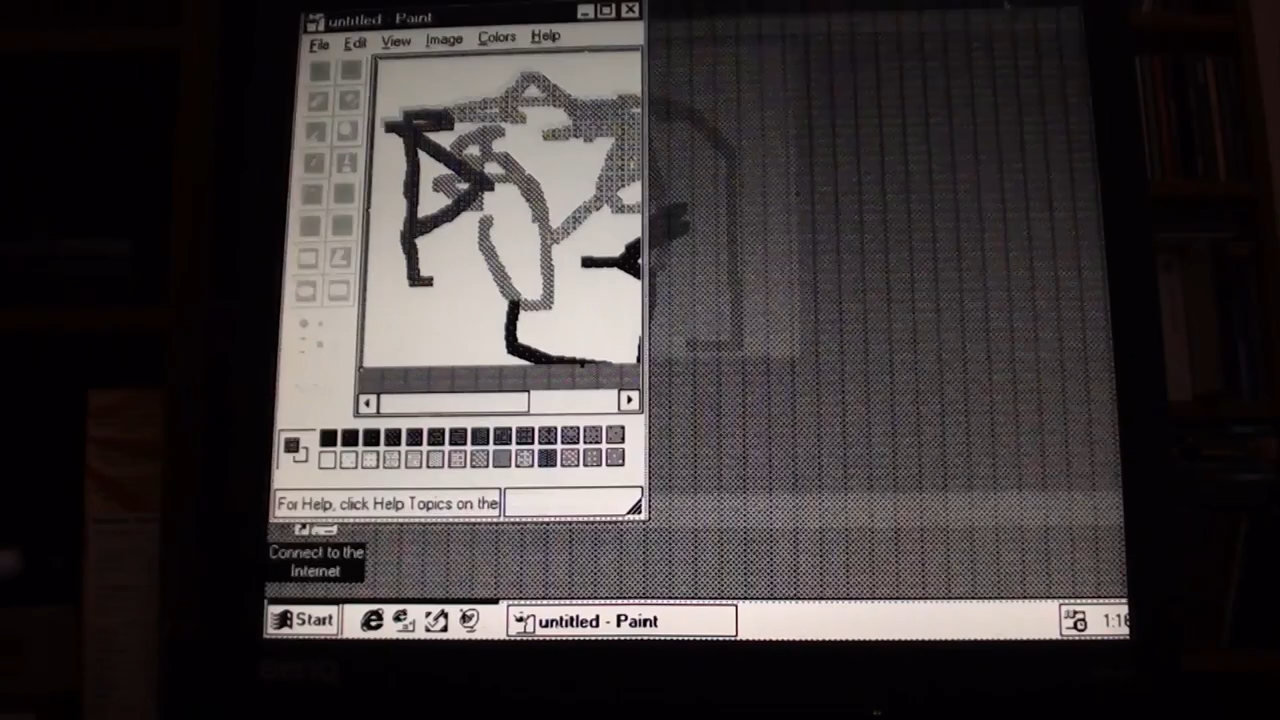 untitled - Paint
File Edit View Image Colors Help
For Help, click Help Topics on the
Connect to the
Internet
Start
untitled - Paint
BenQ